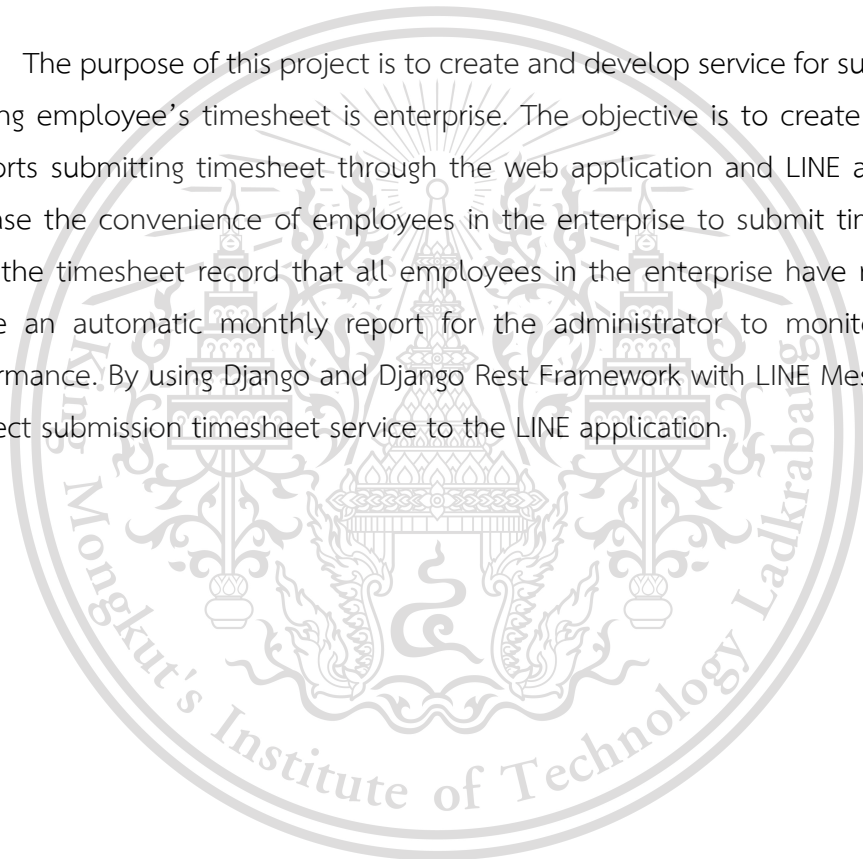 The purpose of this project is to create and develop service for su
ng employee's timesheet is enterprise. The objective is to create
orts submitting timesheet through the web application and LINE a
ase the convenience of employees in the enterprise to submit tin
the timesheet record that all employees in the enterprise have r
e an automatic monthly report for the administrator to monito
rmance. By using Django and Django Rest Framework with LINE Mes
ect submission timesheet service to the LINE application.
King Mongkut's Institute of Technology Ladkrabang